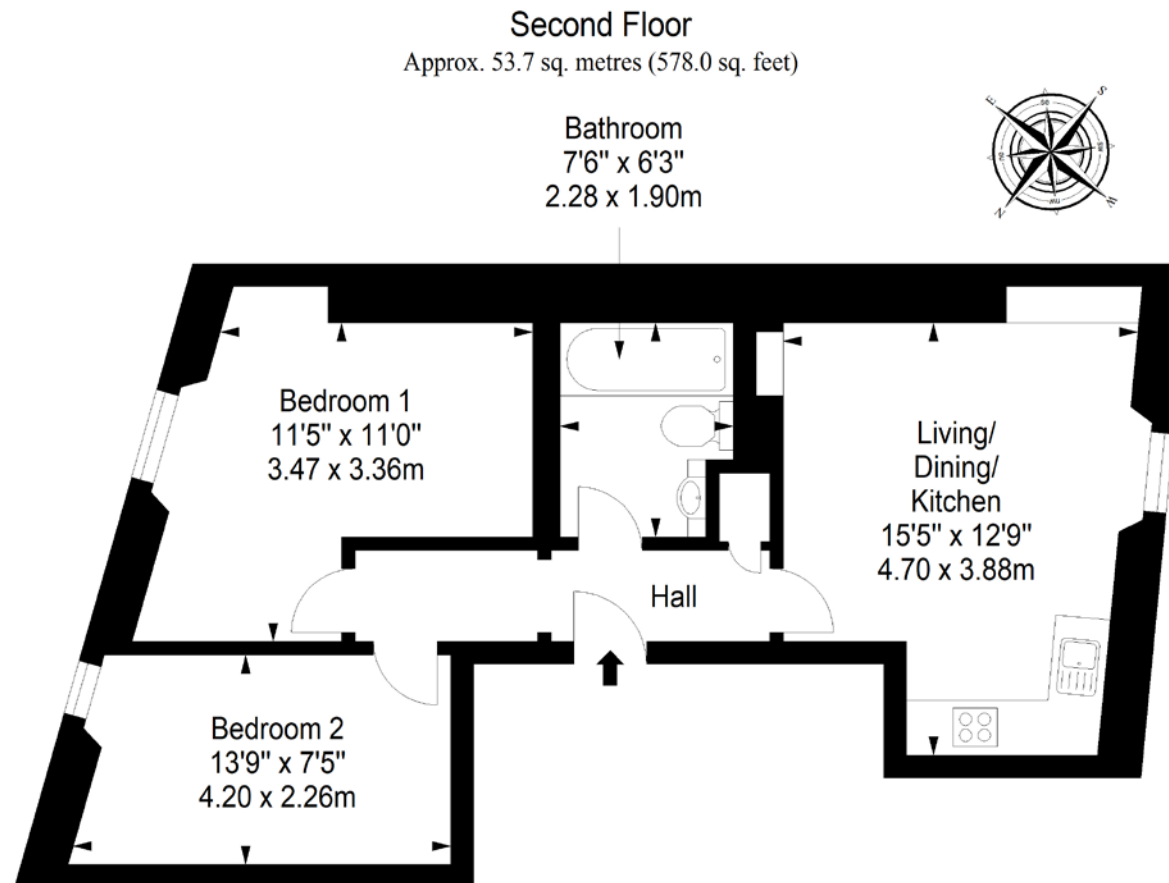 Second Floor
Approx. 53.7 sq. metres (578.0 sq. feet)
Bathroom
7'6" x 6'3"
2.28 x 1.90m
E
S
N
W
Bedroom 1
11'5" x 11'0"
3.47 x 3.36m
Living/
Dining/
Kitchen
15'5" x 12'9"
4.70 x 3.88m
Hall
Bedroom 2
13'9" x 7'5"
4.20 x 2.26m